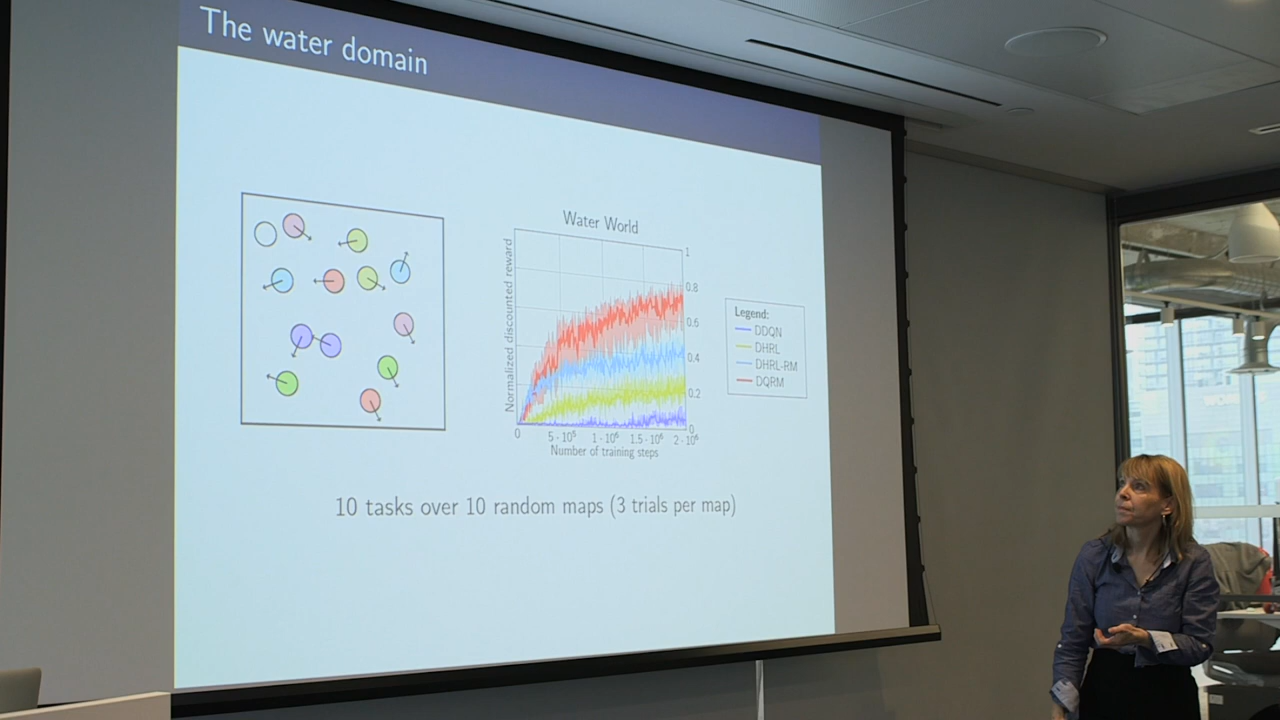 The water domain
Water World
Normalized discounted reward
1
0.8
0.6
0.4
0.2
0
0
5 · 10⁵
1 · 10⁶
1.5 · 10⁶
2 · 10⁶
Number of training steps
Legend:
DDQN
DHRL
DHRL-RM
DQRM
10 tasks over 10 random maps (3 trials per map)